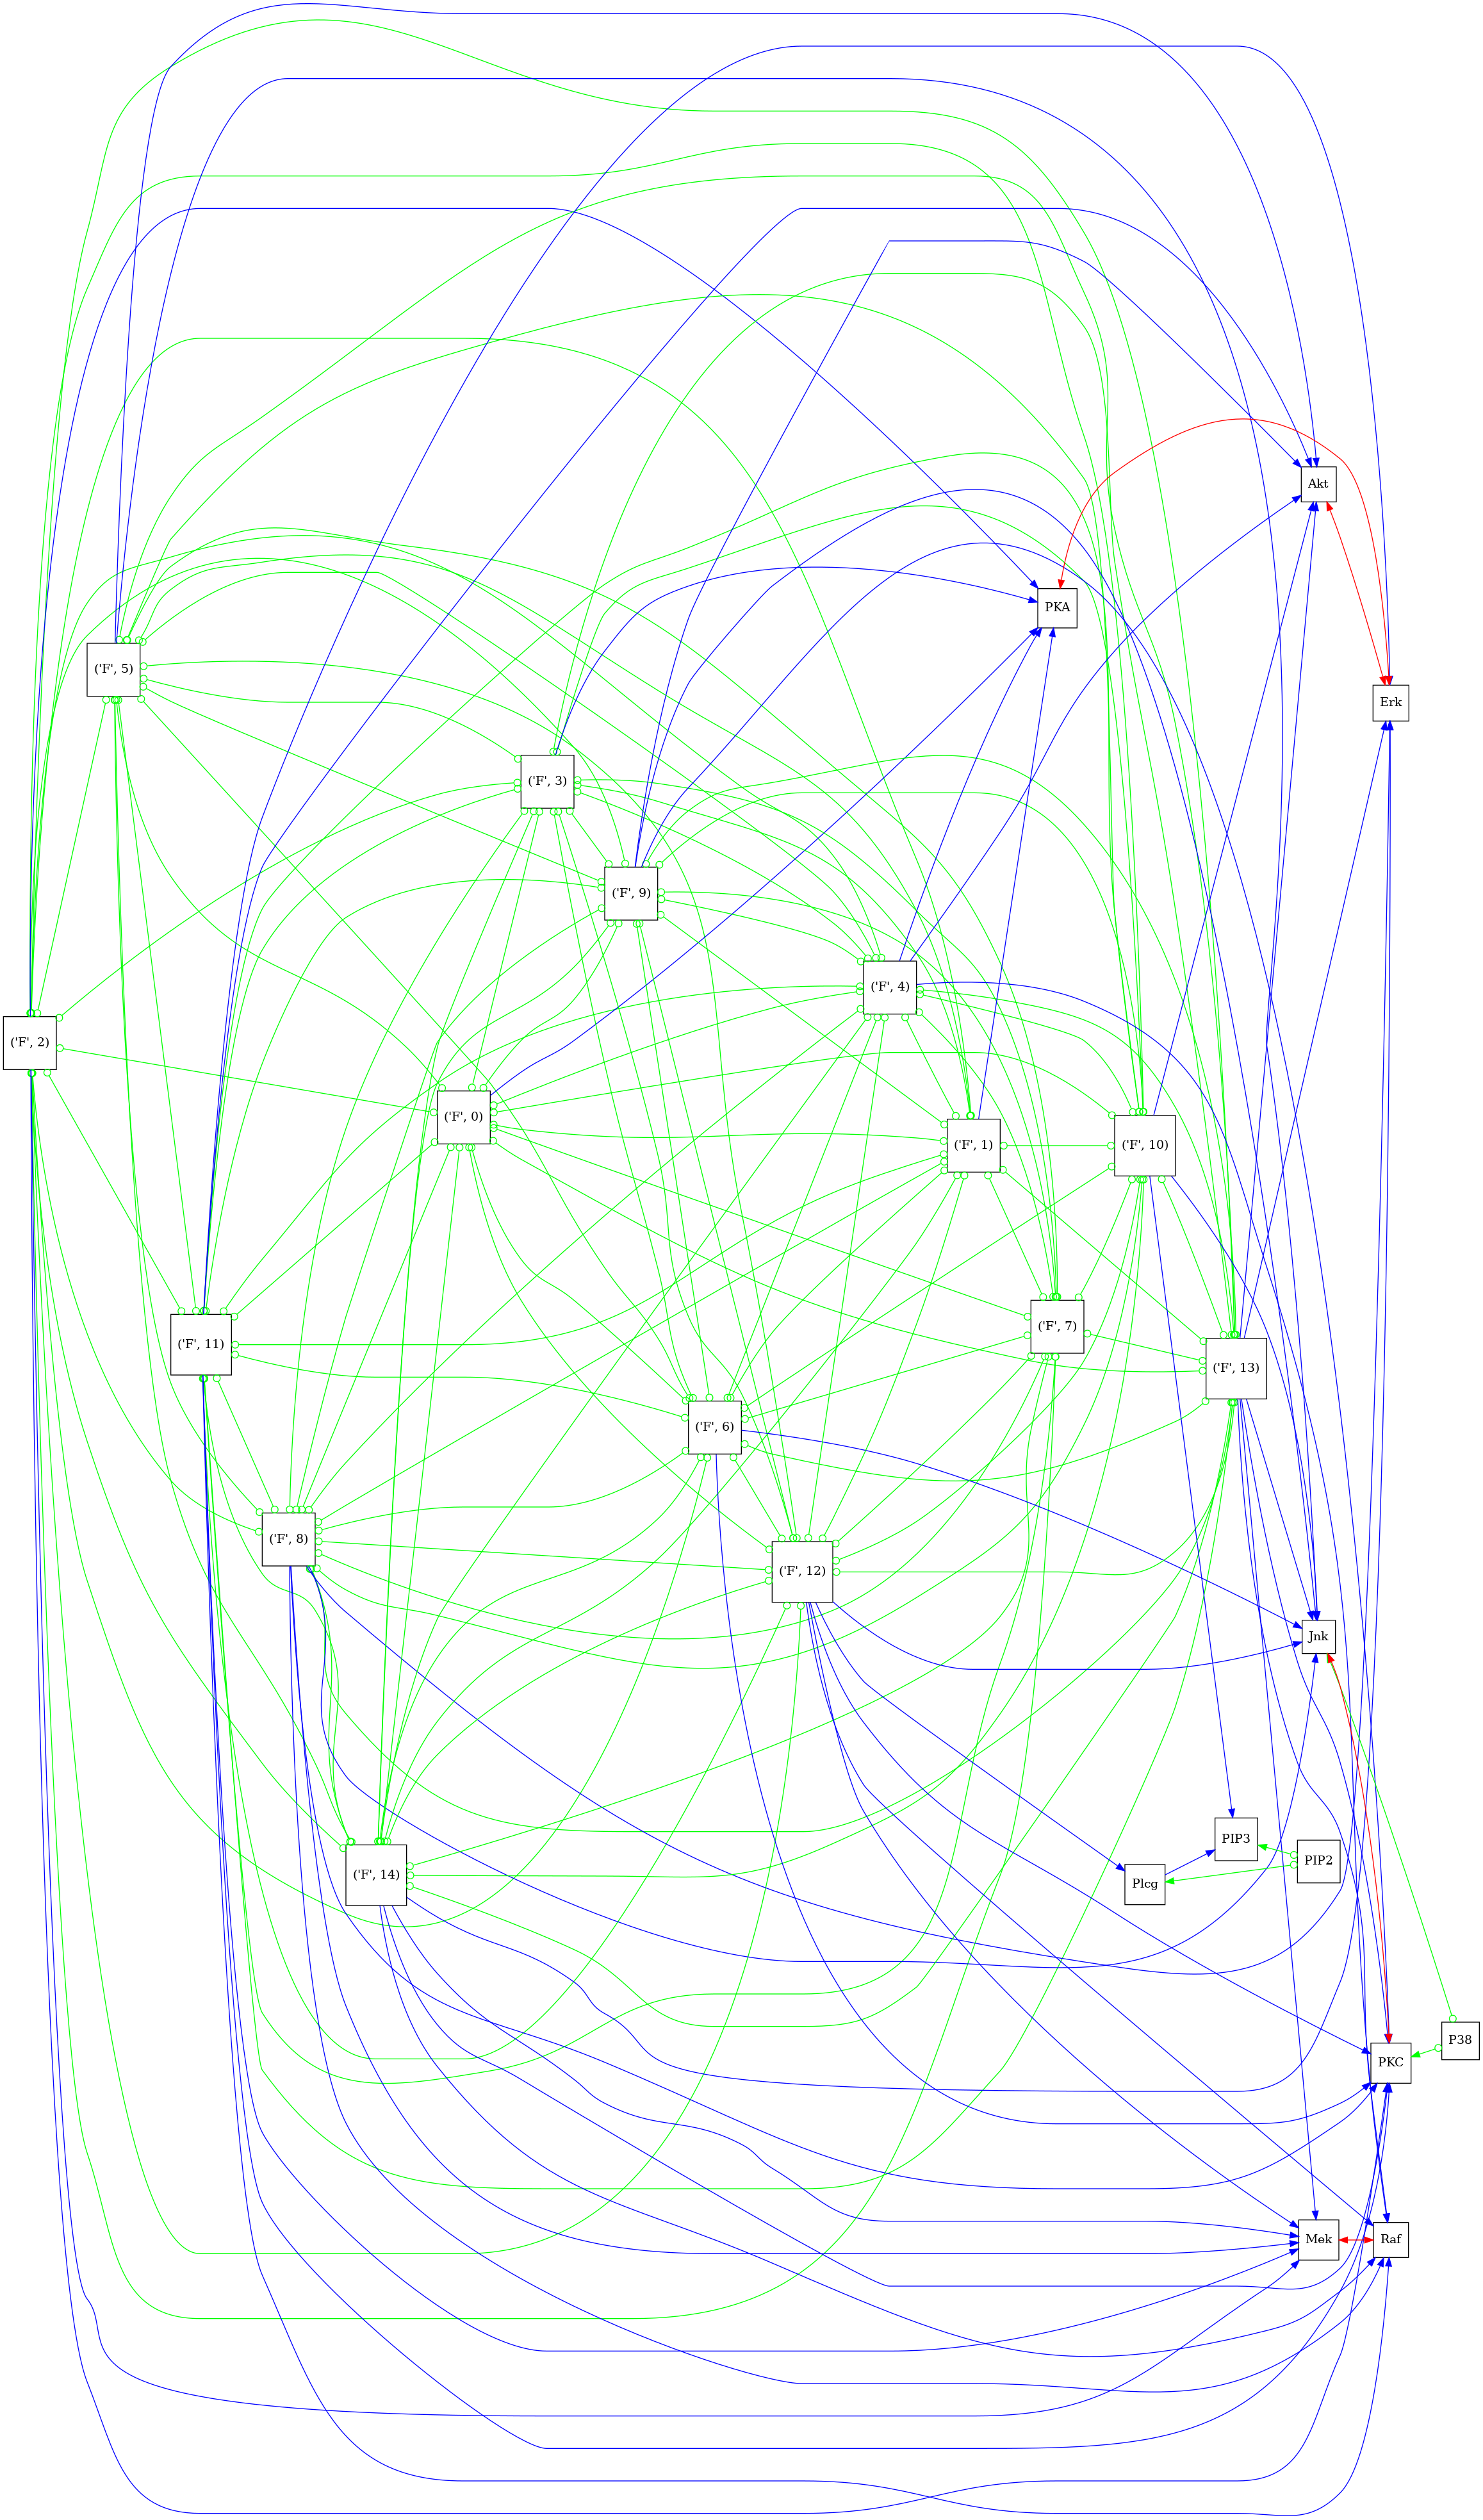 Akt
PKA
('F', 5)
Erk
('F', 3)
('F', 9)
('F', 4)
('F', 2)
('F', 0)
('F', 1)
('F', 10)
('F', 7)
('F', 11)
('F', 13)
('F', 6)
('F', 8)
('F', 12)
Jnk
PIP3
PIP2
('F', 14)
Plcg
P38
PKC
Mek
Raf